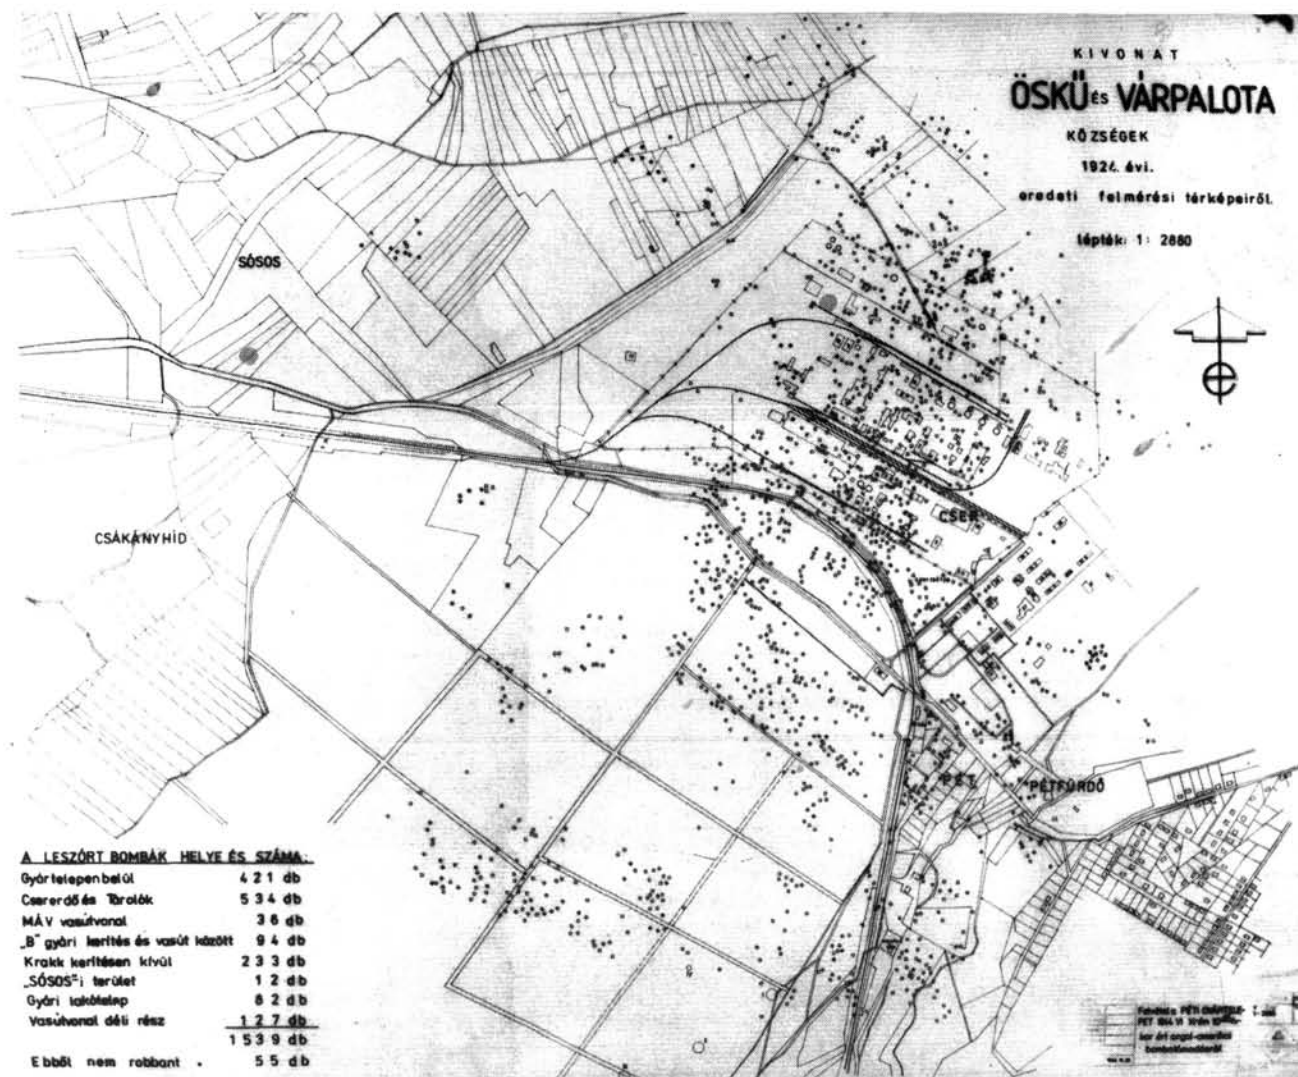 KIVONAT
ÖSKÜ ÉS VÁRPALOTA
KÖZSÉGEK
1924. évi.
eredeti felmérési térképeiről.
lépték: 1: 2880
SÓSOS
CSÁKÁNYHÍD
CSER
PÉT
PÉTFÜRDŐ
A LESZÓRT BOMBÁK HELYE ÉS SZÁMA:
Gyártelepen belül 421 db
Csererdő és Tárolók 534 db
MÁV vasútvonal 36 db
„B" gyári kerítés és vasút között 94 db
Krakk kerítésen kívül 233 db
„SÓSOS"i terület 12 db
Gyári lakótelep 82 db
Vasútvonal déli rész 127 db
1539 db
Ebből nem robbant . 55 db
angol-amerikai